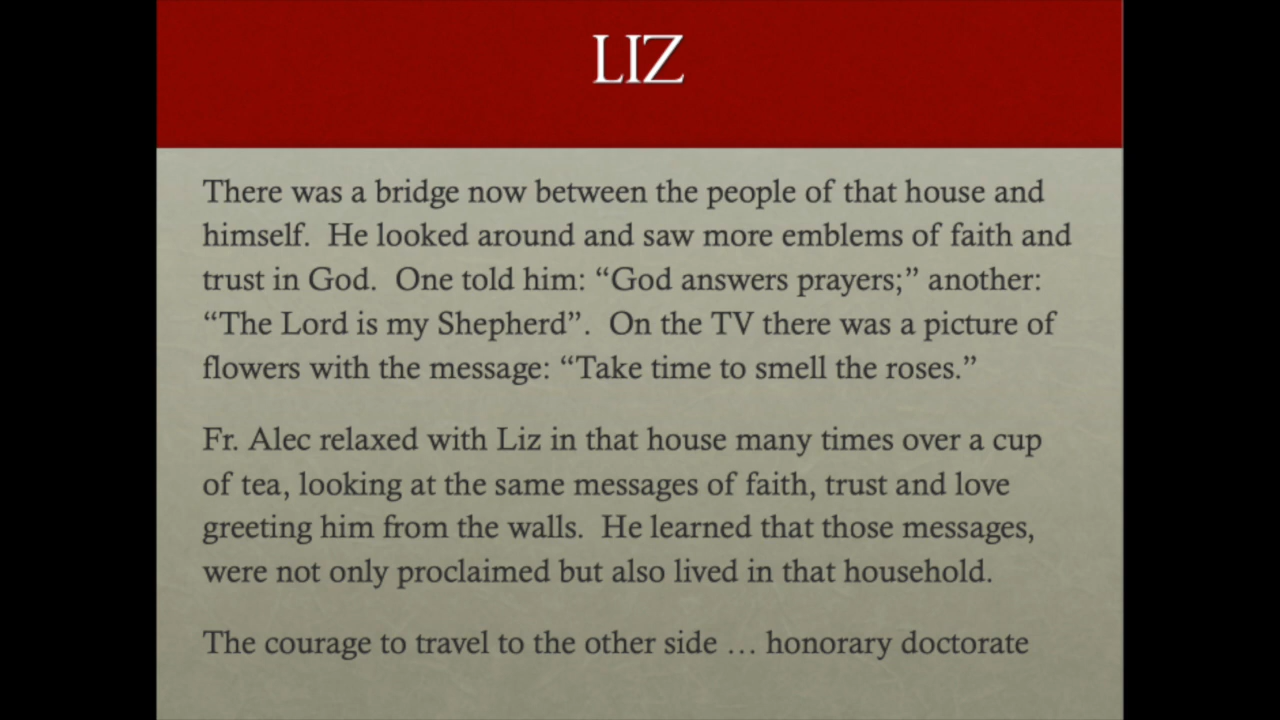 LIZ
There was a bridge now between the people of that house and
himself.  He looked around and saw more emblems of faith and
trust in God.  One told him: “God answers prayers;” another:
“The Lord is my Shepherd”.  On the TV there was a picture of
flowers with the message: “Take time to smell the roses.”
Fr. Alec relaxed with Liz in that house many times over a cup
of tea, looking at the same messages of faith, trust and love
greeting him from the walls.  He learned that those messages,
were not only proclaimed but also lived in that household.
The courage to travel to the other side … honorary doctorate